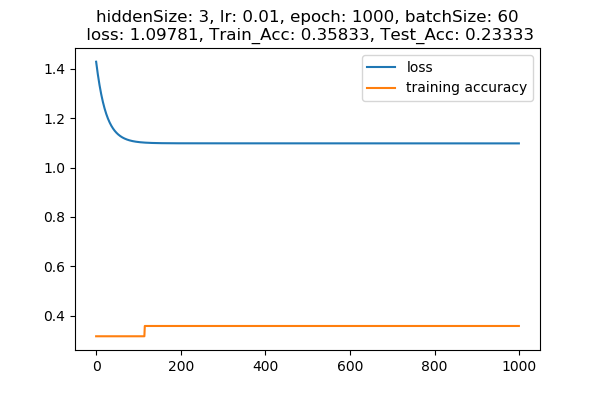 hiddenSize: 3, lr: 0.01, epoch: 1000, batchSize: 60
loss: 1.09781, Train_Acc: 0.35833, Test_Acc: 0.23333
loss
training accuracy
1.4
1.2
1.0
0.8
0.6
0.4
0 200 400 600 800 1000